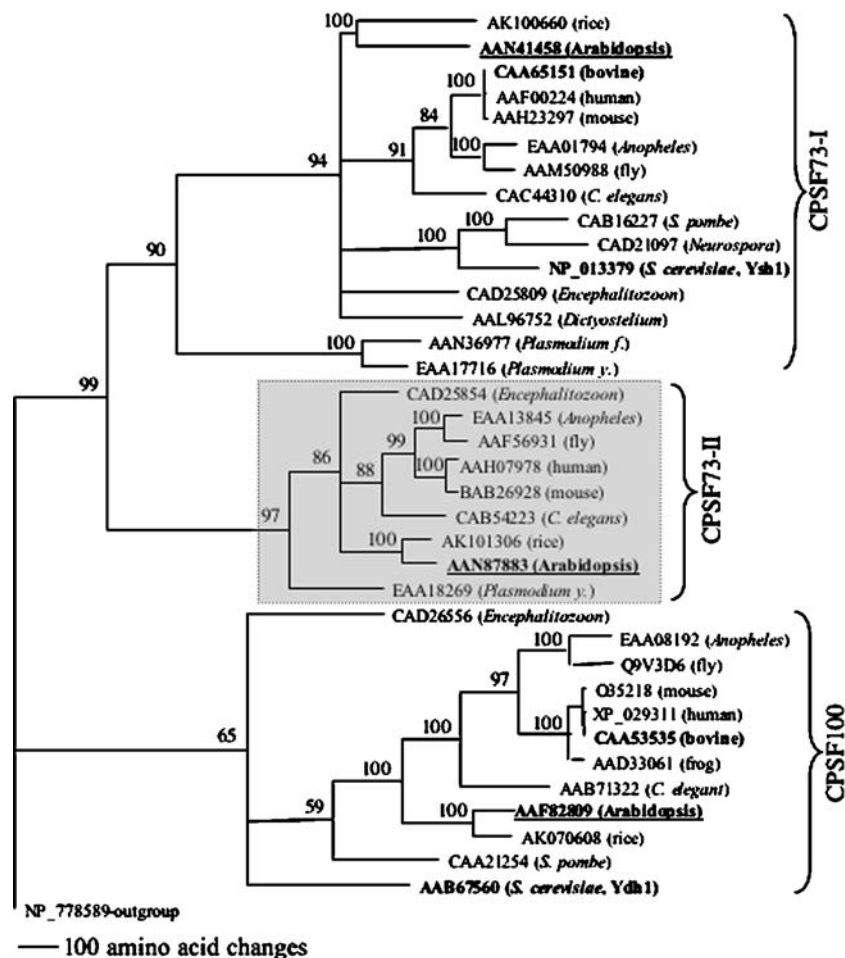 100
AK100660 (rice)
AAN41458 (Arabidopsis)
CAA65151 (bovine)
100
AAF00224 (human)
84
AAH23297 (mouse)
EAA01794 (Anopheles)
100
94
91
AAM50988 (fly)
CAC44310 (C. elegans)
CPSF73-I
100
CAB16227 (S. pombe)
100
CAD21097 (Neurospora)
90
NP_013379 (S. cerevisiae, Ysh1)
CAD25809 (Encephalitozoon)
AAL96752 (Dictyostelium)
100
AAN36977 (Plasmodium f.)
EAA17716 (Plasmodium y.)
99
CAD25854 (Encephalitozoon)
100
EAA13845 (Anopheles)
99
AAF56931 (fly)
86
88
100
AAH07978 (human)
BAB26928 (mouse)
CPSF73-II
97
CAB54223 (C. elegans)
100
AK101306 (rice)
AAN87883 (Arabidopsis)
EAA18269 (Plasmodium y.)
CAD26556 (Encephalitozoon)
100
EAA08192 (Anopheles)
97
Q9V3D6 (fly)
O35218 (mouse)
XP_029311 (human)
100
100
CAA53535 (bovine)
65
AAD33061 (frog)
CPSF100
100
AAB71322 (C. elegant)
59
100
AAF82809 (Arabidopsis)
AK070608 (rice)
CAA21254 (S. pombe)
AAB67560 (S. cerevisiae, Ydh1)
NP_778589-outgroup
100 amino acid changes